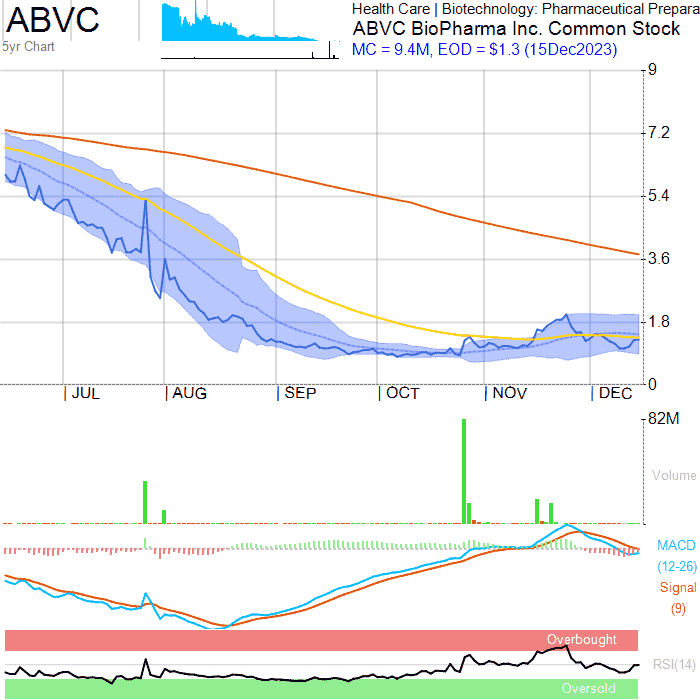 ABVC
5yr Chart
Health Care | Biotechnology: Pharmaceutical Prepara
ABVC BioPharma Inc. Common Stock
MC = 9.4M, EOD = $1.3 (15Dec2023)
9
7.2
5.4
3.6
1.8
0
JUL
AUG
SEP
OCT
NOV
DEC
82M
Volume
MACD
(12-26)
Signal
(9)
Overbought
RSI(14)
Oversold